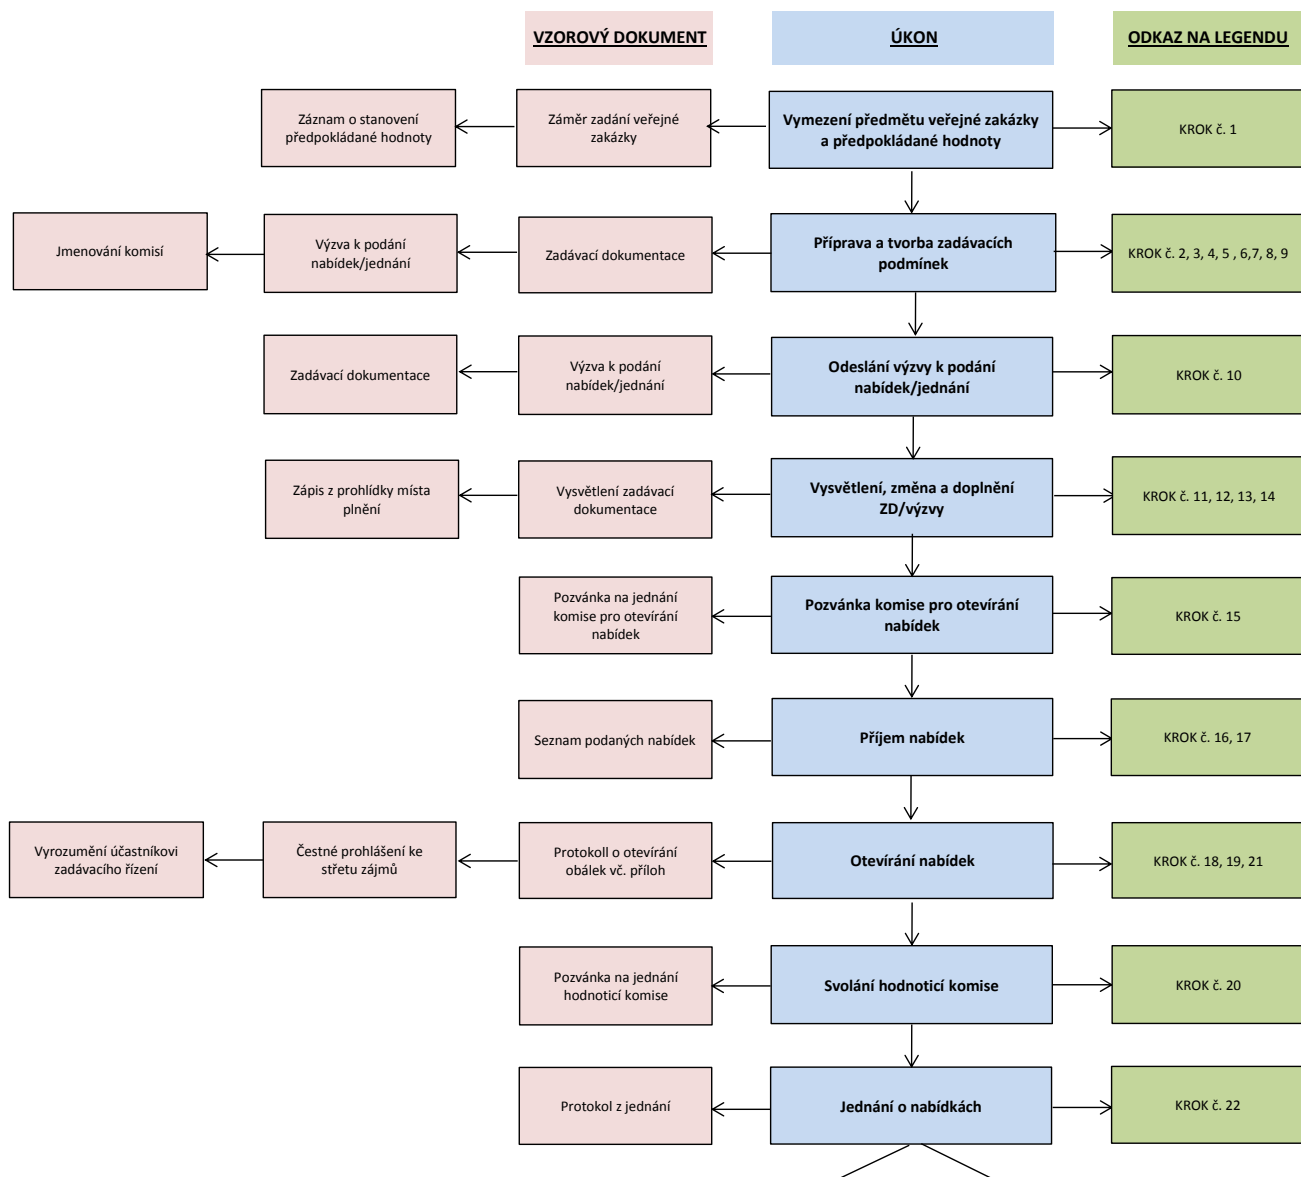 VZOROVÝ DOKUMENT
ÚKON
ODKAZ NA LEGENDU
Záznam o stanovení
předpokládané hodnoty
Záměr zadání veřejné
zakázky
Vymezení předmětu veřejné zakázky
a předpokládané hodnoty
KROK č. 1
Jmenování komisí
Výzva k podání
nabídek/jednání
Zadávací dokumentace
Příprava a tvorba zadávacích
podmínek
KROK č. 2, 3, 4, 5 , 6,7, 8, 9
Zadávací dokumentace
Výzva k podání
nabídek/jednání
Odeslání výzvy k podání
nabídek/jednání
KROK č. 10
Zápis z prohlídky místa
plnění
Vysvětlení zadávací
dokumentace
Vysvětlení, změna a doplnění
ZD/výzvy
KROK č. 11, 12, 13, 14
Pozvánka na jednání
komise pro otevírání
nabídek
Pozvánka komise pro otevírání
nabídek
KROK č. 15
Seznam podaných nabídek
Příjem nabídek
KROK č. 16, 17
Vyrozumění účastníkovi
zadávacího řízení
Čestné prohlášení ke
střetu zájmů
Protokoll o otevírání
obálek vč. příloh
Otevírání nabídek
KROK č. 18, 19, 21
Pozvánka na jednání
hodnoticí komise
Svolání hodnoticí komise
KROK č. 20
Protokol z jednání
Jednání o nabídkách
KROK č. 22